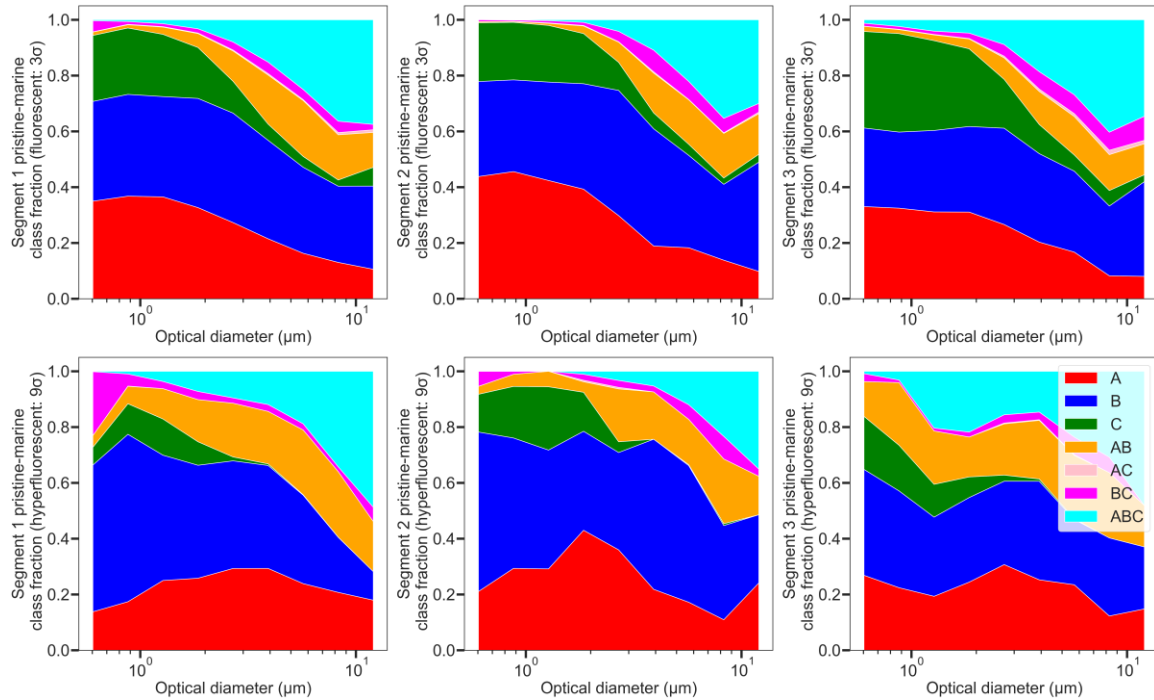 Segment 1 pristine-marine
class fraction (fluorescent: 3σ)
1.0
0.8
0.6
0.4
0.2
0.0
10⁰
10¹
Optical diameter (μm)
Segment 2 pristine-marine
class fraction (fluorescent: 3σ)
1.0
0.8
0.6
0.4
0.2
0.0
10⁰
10¹
Optical diameter (μm)
Segment 3 pristine-marine
class fraction (fluorescent: 3σ)
1.0
0.8
0.6
0.4
0.2
0.0
10⁰
10¹
Optical diameter (μm)
Segment 1 pristine-marine
class fraction (hyperfluorescent: 9σ)
1.0
0.8
0.6
0.4
0.2
0.0
10⁰
10¹
Optical diameter (μm)
Segment 2 pristine-marine
class fraction (hyperfluorescent: 9σ)
1.0
0.8
0.6
0.4
0.2
0.0
10⁰
10¹
Optical diameter (μm)
Segment 3 pristine-marine
class fraction (hyperfluorescent: 9σ)
1.0
0.8
0.6
0.4
0.2
0.0
10⁰
10¹
Optical diameter (μm)
A
B
C
AB
AC
BC
ABC